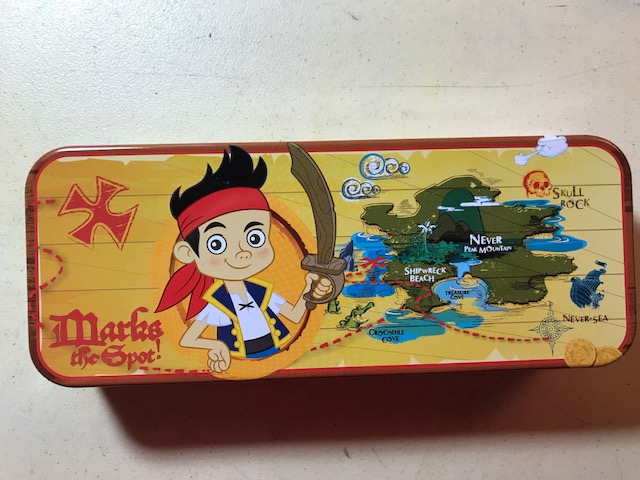 Marks
the Spot!
Never
Peak Mountain
Shipwreck
Beach
Treasure
Cove
Crocodile
Cove
Skull
Rock
Never-Sea